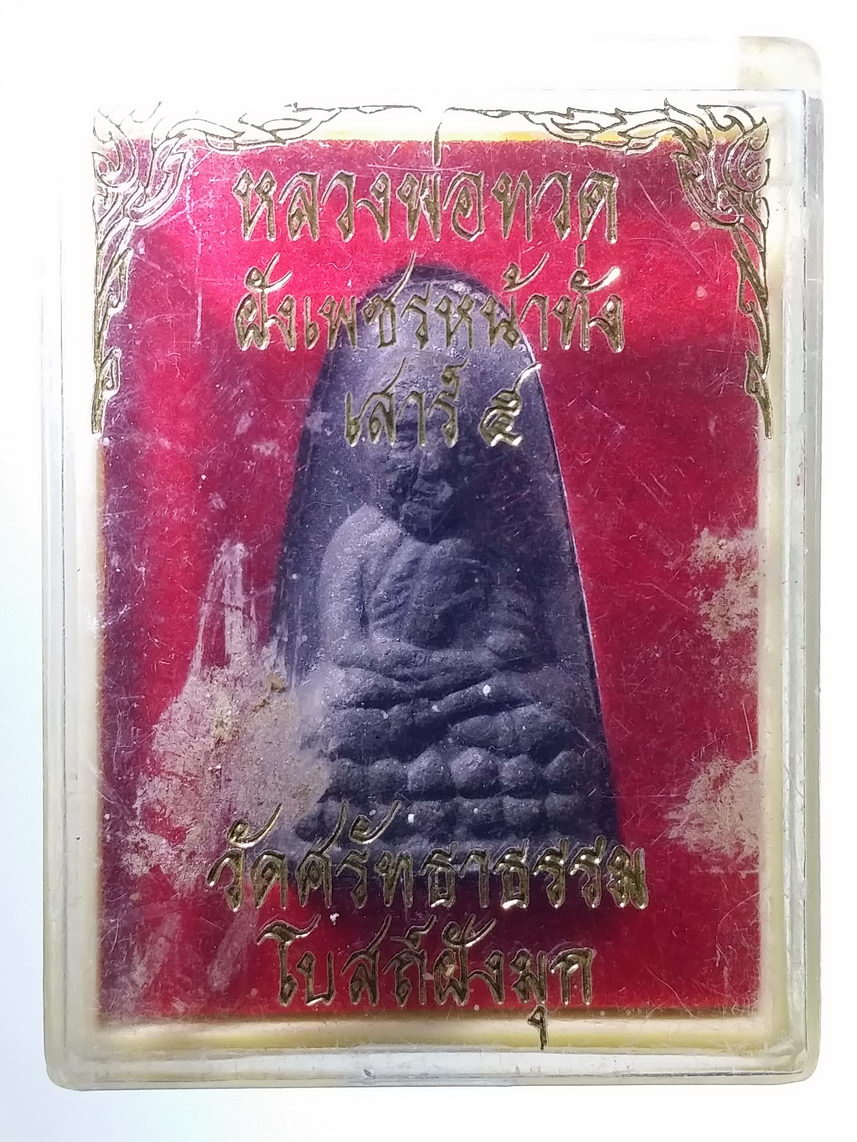 หลวงพ่อทวด
ฝังเพชรหน้าทั่ง
เสาร์ ๕
วัดศรัทธาธรรม
โบสถ์ฝังมุก